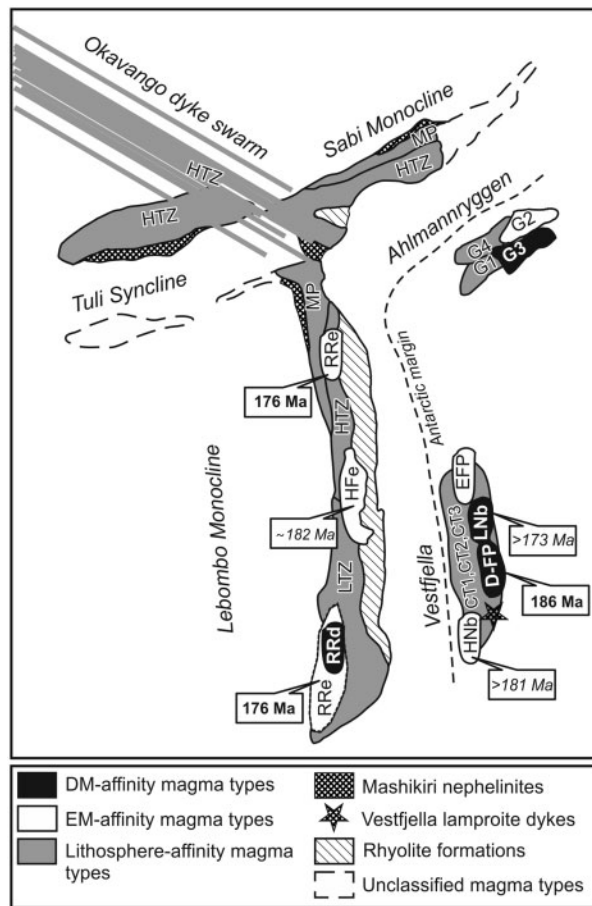 Okavango dyke swarm
Sabi Monocline
MP
HTZ
HTZ
HTZ
Ahlmannryggen
G2
G4
G3
G1
Tuli Syncline
MP
RRe
176 Ma
Antarctic margin
HTZ
Lebombo Monocline
HFe
~182 Ma
EFP
CT1,CT2,CT3
LNb
>173 Ma
D-FP
186 Ma
LTZ
Vestfjella
HNb
>181 Ma
RRd
RRe
176 Ma
DM-affinity magma types
EM-affinity magma types
Lithosphere-affinity magma
types
Mashikiri nephelinites
Vestfjella lamproite dykes
Rhyolite formations
Unclassified magma types